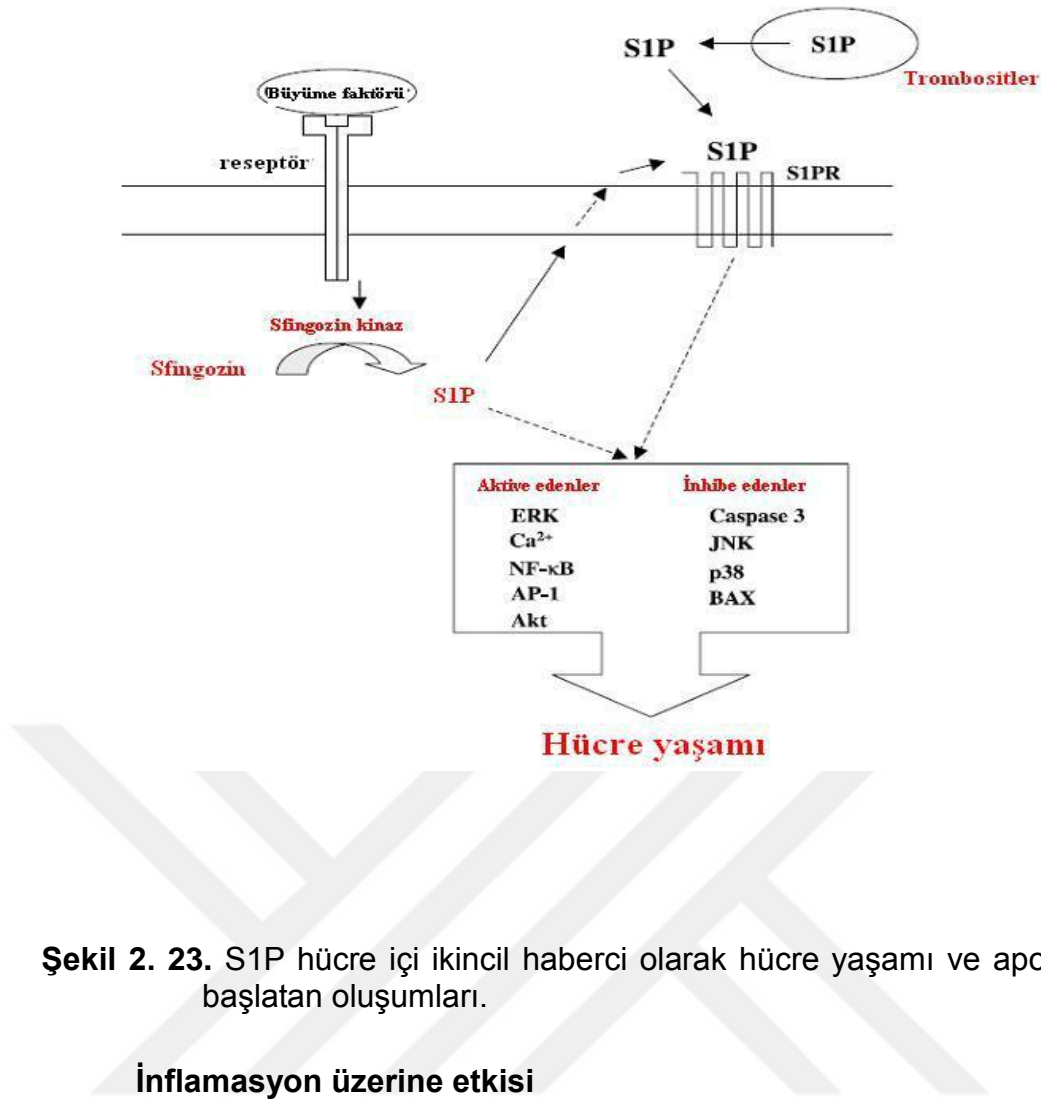 S1P
S1P
Trombositler
Büyüme faktörü
reseptör
S1P
S1PR
Sfingozin kinaz
Sfingozin
S1P
Aktive edenler
İnhibe edenler
ERK
Caspase 3
Ca²⁺
JNK
NF-κB
p38
AP-1
BAX
Akt
Hücre yaşamı
Şekil 2. 23. S1P hücre içi ikincil haberci olarak hücre yaşamı ve apo
başlatan oluşumları.
İnflamasyon üzerine etkisi